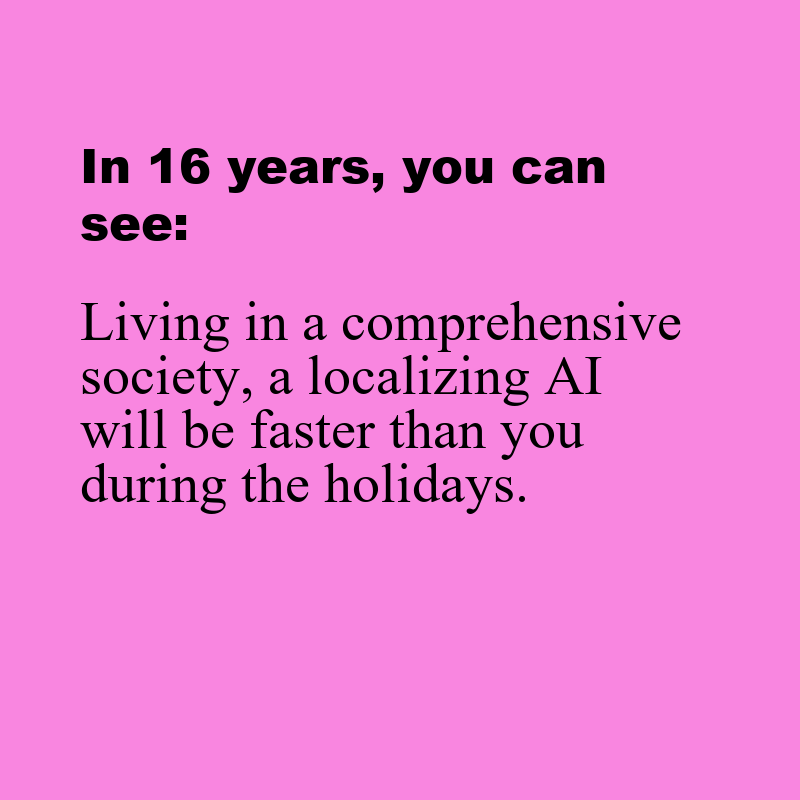 In 16 years, you can
see:
Living in a comprehensive
society, a localizing AI
will be faster than you
during the holidays.